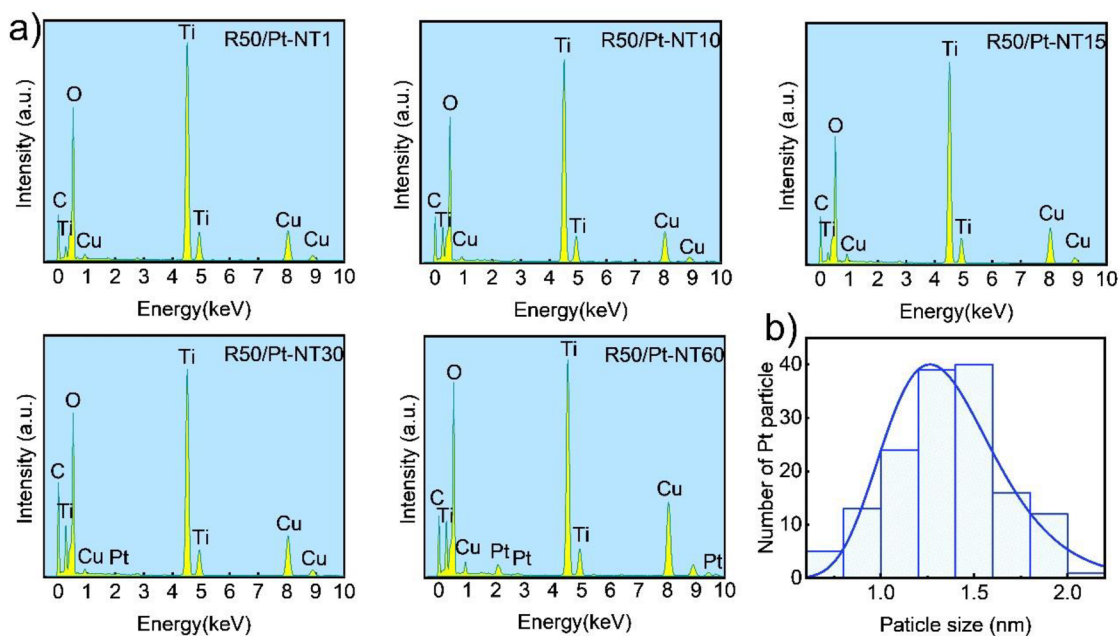 a)
R50/Pt-NT1
Intensity (a.u.)
C
Ti
O
Cu
Ti
Ti
Cu
Cu
0 1 2 3 4 5 6 7 8 9 10
Energy(keV)
R50/Pt-NT10
Intensity (a.u.)
C
Ti
O
Cu
Ti
Ti
Cu
Cu
0 1 2 3 4 5 6 7 8 9 10
Energy(keV)
R50/Pt-NT15
Intensity (a.u.)
C
Ti
O
Cu
Ti
Ti
Cu
Cu
0 1 2 3 4 5 6 7 8 9 10
Energy(keV)
R50/Pt-NT30
Intensity (a.u.)
C
Ti
O
Cu
Pt
Ti
Ti
Cu
Cu
0 1 2 3 4 5 6 7 8 9 10
Energy(keV)
R50/Pt-NT60
Intensity (a.u.)
C
Ti
O
Cu
Pt
Pt
Ti
Ti
Cu
Pt
0 1 2 3 4 5 6 7 8 9 10
Energy(keV)
b)
Number of Pt particle
40
30
20
10
0
1.0 1.5 2.0
Paticle size (nm)